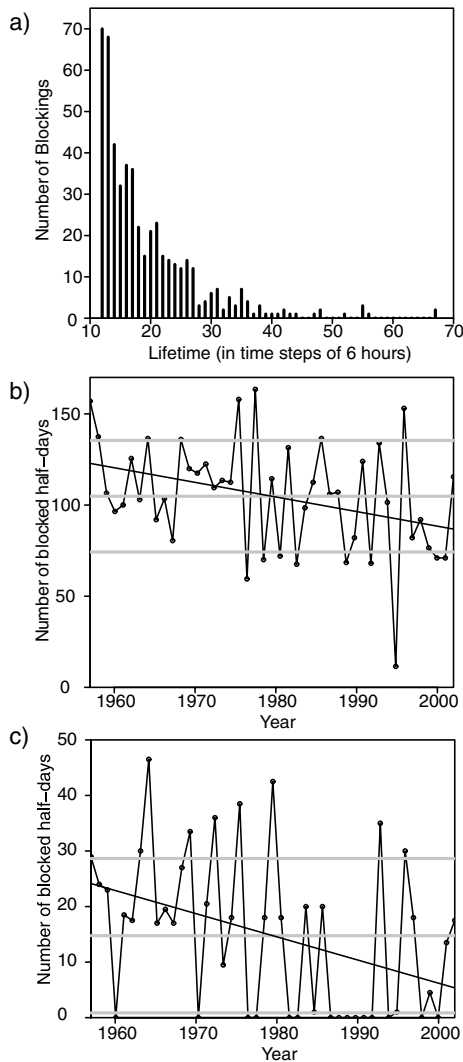 a)
Number of Blockings
70
60
50
40
30
20
10
0
10 20 30 40 50 60 70
Lifetime (in time steps of 6 hours)
b)
Number of blocked half−days
150
100
50
0
1960 1970 1980 1990 2000
Year
c)
Number of blocked half−days
50
40
30
20
10
0
1960 1970 1980 1990 2000
Year